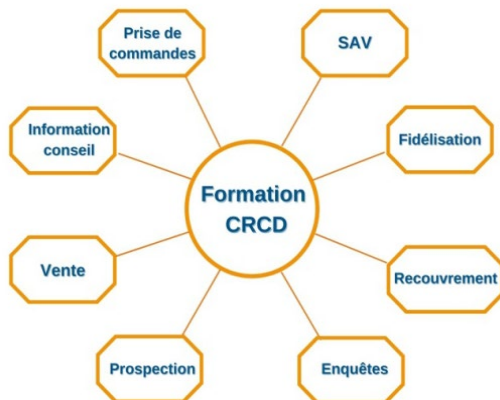 Prise de
commandes
SAV
Information
conseil
Fidélisation
Formation
CRCD
Vente
Recouvrement
Prospection
Enquêtes